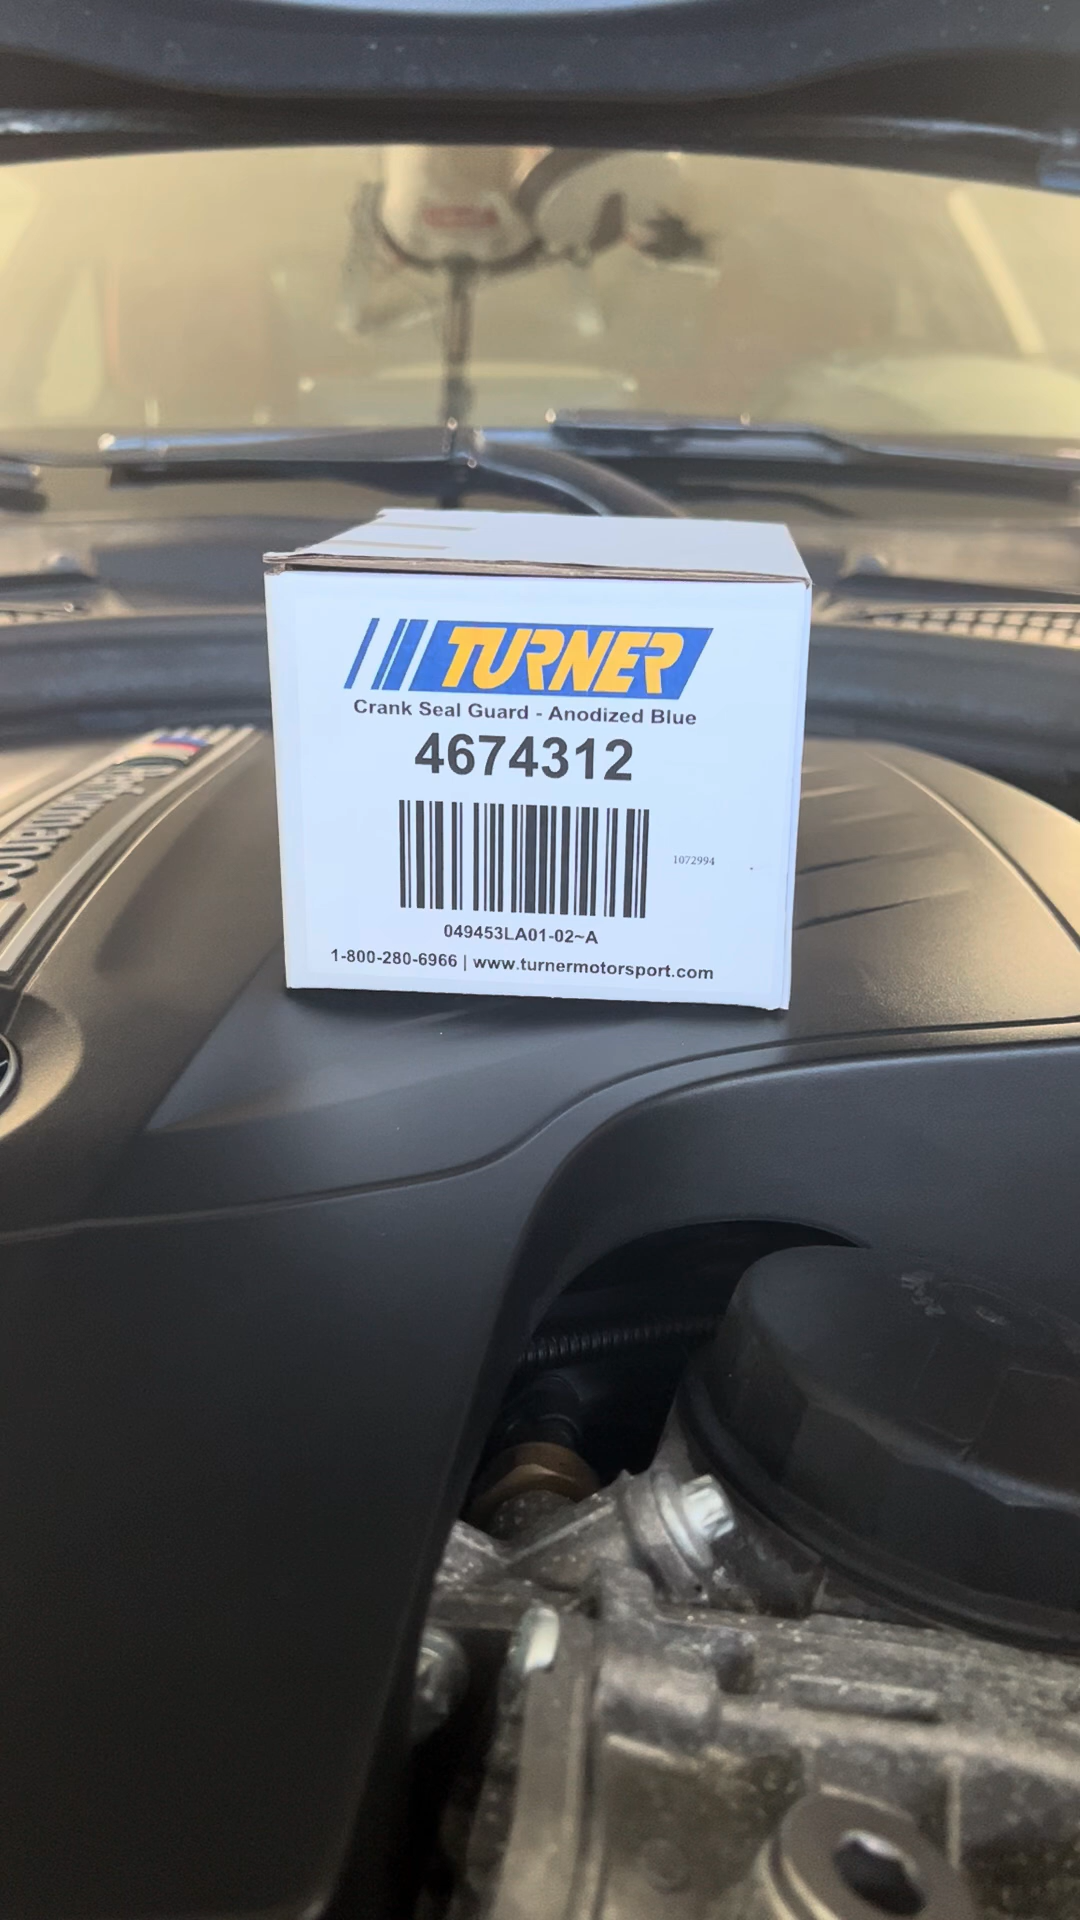 TURNER
Crank Seal Guard - Anodized Blue
4674312
1072994
049453LA01-02~A
1-800-280-6966 | www.turnermotorsport.com